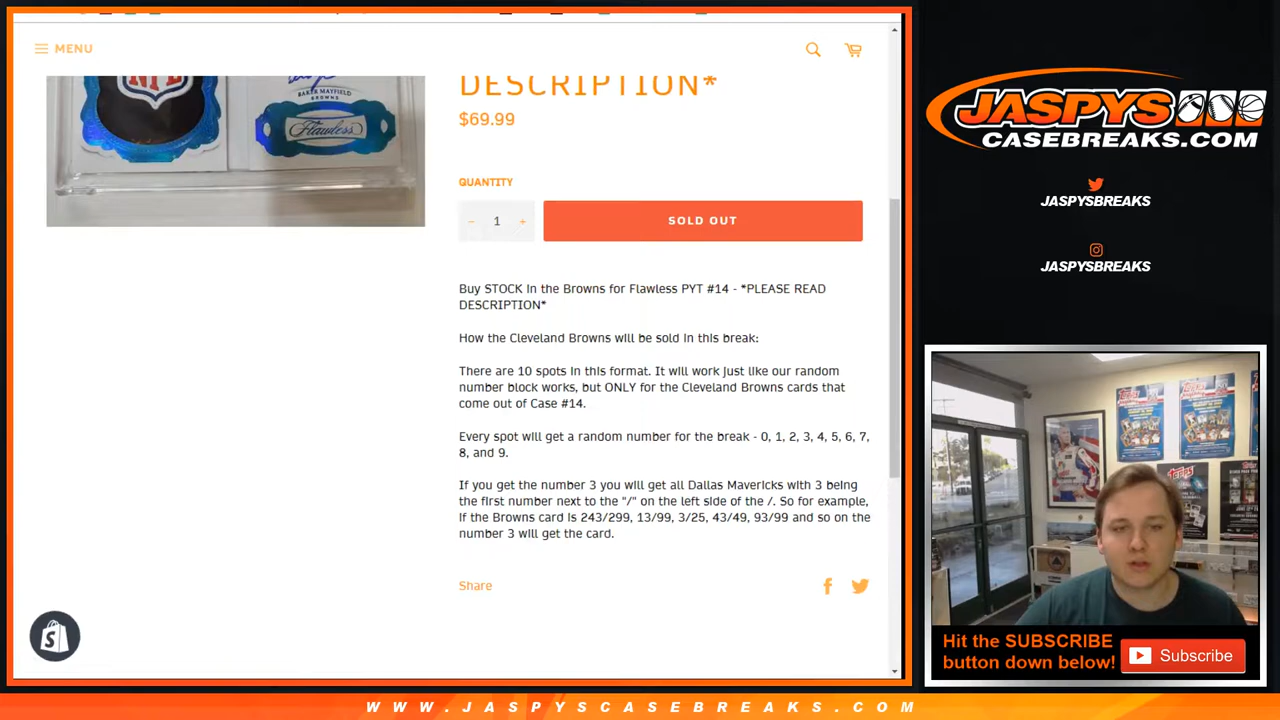 MENU
NFL
BAKER MAYFIELD
BROWNS
Flawless
DESCRIPTION*
$69.99
QUANTITY
− 1 +
SOLD OUT
Buy STOCK in the Browns for Flawless PYT #14 - *PLEASE READ
DESCRIPTION*
How the Cleveland Browns will be sold in this break:
There are 10 spots in this format. It will work just like our random
number block works, but ONLY for the Cleveland Browns cards that
come out of Case #14.
Every spot will get a random number for the break - 0, 1, 2, 3, 4, 5, 6, 7,
8, and 9.
If you get the number 3 you will get all Dallas Mavericks with 3 being
the first number next to the "/" on the left side of the /. So for example,
if the Browns card is 243/299, 13/99, 3/25, 43/49, 93/99 and so on the
number 3 will get the card.
Share
JASPYS
CASEBREAKS.COM
JASPYSBREAKS
JASPYSBREAKS
Topps
Topps
Topps
Hit the SUBSCRIBE
button down below!
Subscribe
WWW.JASPYSCASEBREAKS.COM